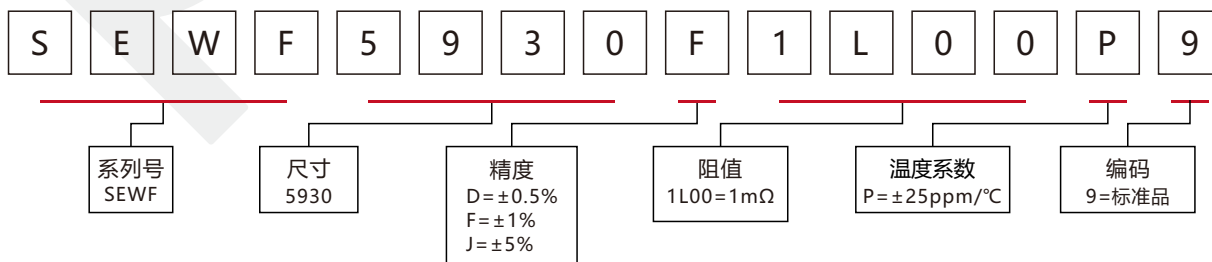 S E W F 5 9 3 0 F 1 L 0 0 P 9
系列号
SEWF
尺寸
5930
精度
D=±0.5%
F=±1%
J=±5%
阻值
1L00=1mΩ
温度系数
P=±25ppm/℃
编码
9=标准品